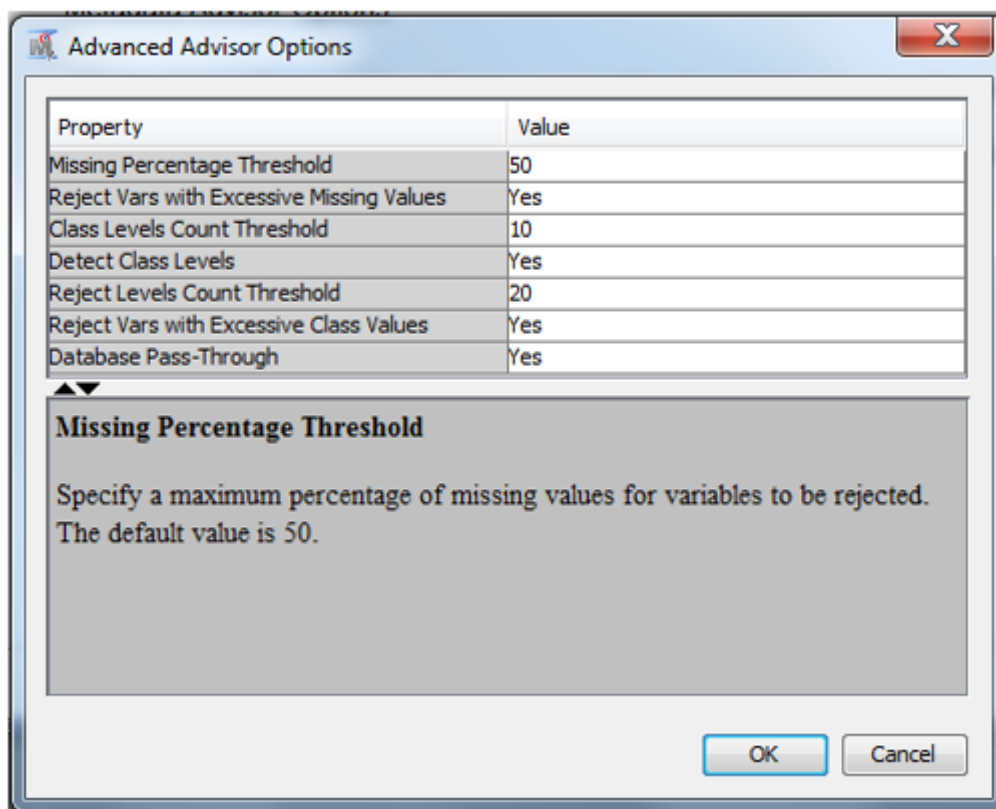 Metadata Advisor Options
Advanced Advisor Options
Property Value
Missing Percentage Threshold 50
Reject Vars with Excessive Missing Values Yes
Class Levels Count Threshold 10
Detect Class Levels Yes
Reject Levels Count Threshold 20
Reject Vars with Excessive Class Values Yes
Database Pass-Through Yes
Missing Percentage Threshold
Specify a maximum percentage of missing values for variables to be rejected.
The default value is 50.
OK Cancel